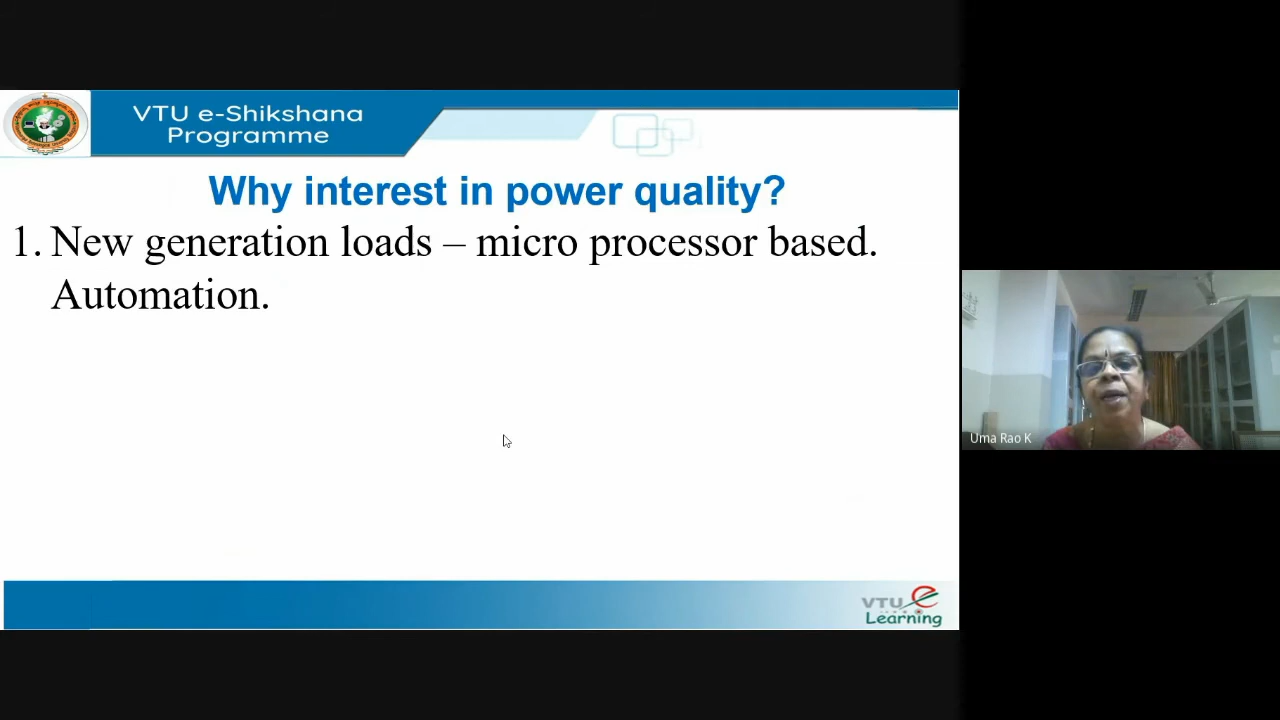 VTU e-Shikshana
Programme
Why interest in power quality?
1. New generation loads – micro processor based.
Automation.
Uma Rao K
VTU e
Learning